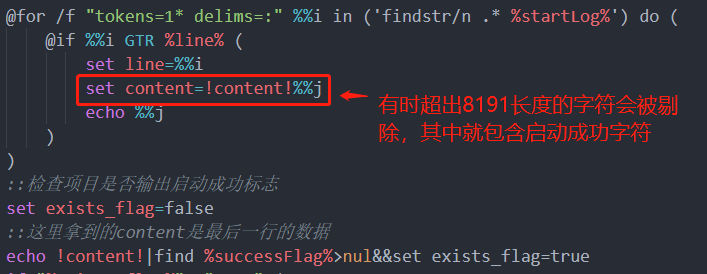 @for /f "tokens=1* delims=:" %%i in ('findstr/n .* %startLog%') do (
@if %%i GTR %line% (
set line=%%i
set content=!content!%%j
有时超出8191长度的字符会被剔
除，其中就包含启动成功字符
echo %%j
)
)
::检查项目是否输出启动成功标志
set exists_flag=false
::这里拿到的content是最后一行的数据
echo !content!|find %successFlag%>nul&&set exists_flag=true